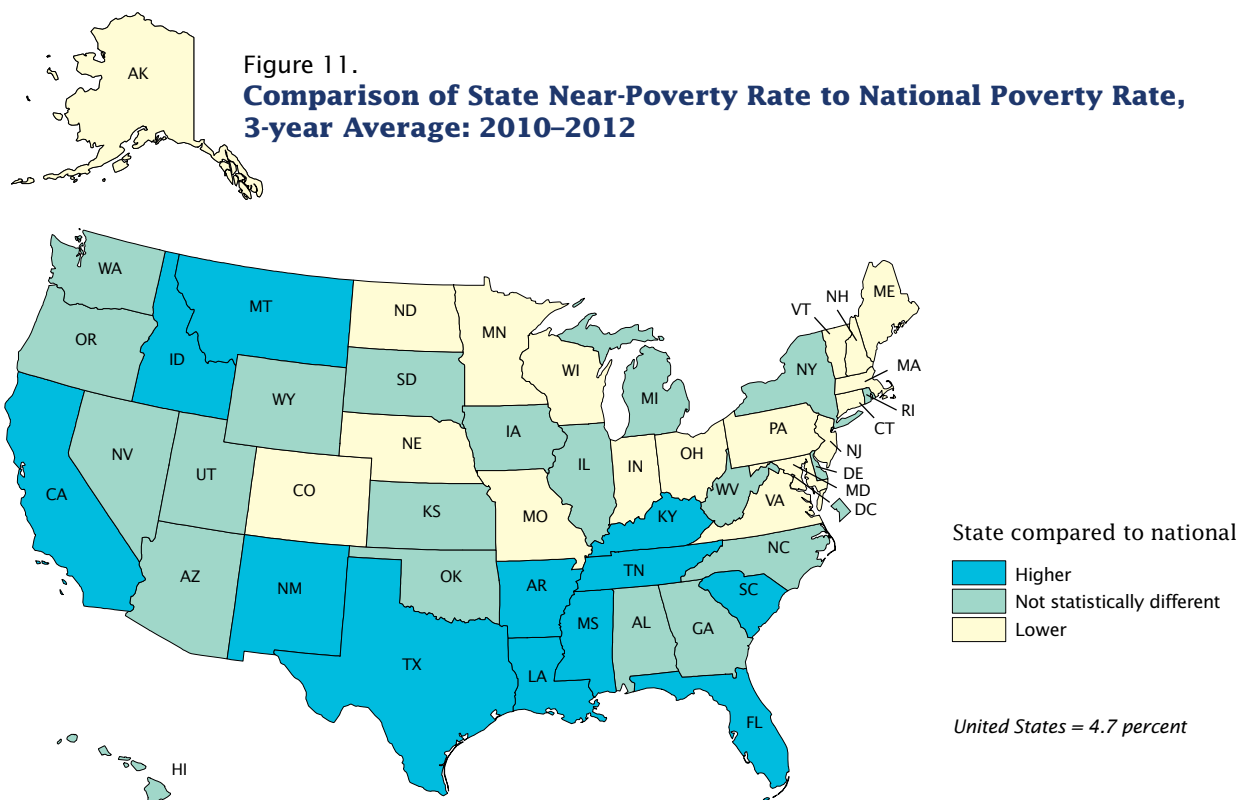 AK
Figure 11.
Comparison of State Near-Poverty Rate to National Poverty Rate,
3-year Average: 2010–2012
WA
MT
ND
MN
VT
NH
ME
OR
ID
WY
SD
WI
MI
NY
MA
RI
CT
NV
UT
CO
NE
IA
IL
IN
OH
PA
NJ
DE
MD
DC
CA
AZ
NM
KS
MO
KY
WV
VA
OK
AR
TN
NC
SC
TX
LA
MS
AL
GA
FL
HI
State compared to national
Higher
Not statistically different
Lower
United States = 4.7 percent